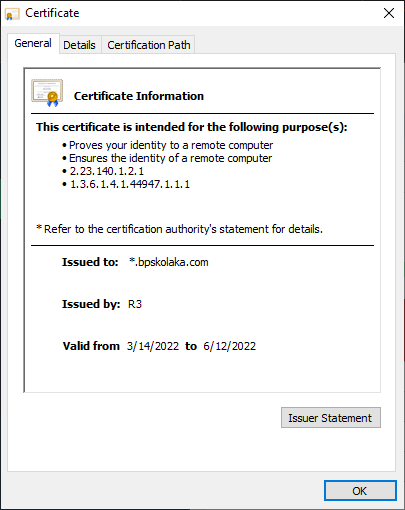 Certificate
General Details Certification Path
Certificate Information
This certificate is intended for the following purpose(s):
• Proves your identity to a remote computer
• Ensures the identity of a remote computer
• 2.23.140.1.2.1
• 1.3.6.1.4.1.44947.1.1.1
* Refer to the certification authority's statement for details.
Issued to: *.bpskolaka.com
Issued by: R3
Valid from 3/14/2022 to 6/12/2022
Issuer Statement
OK